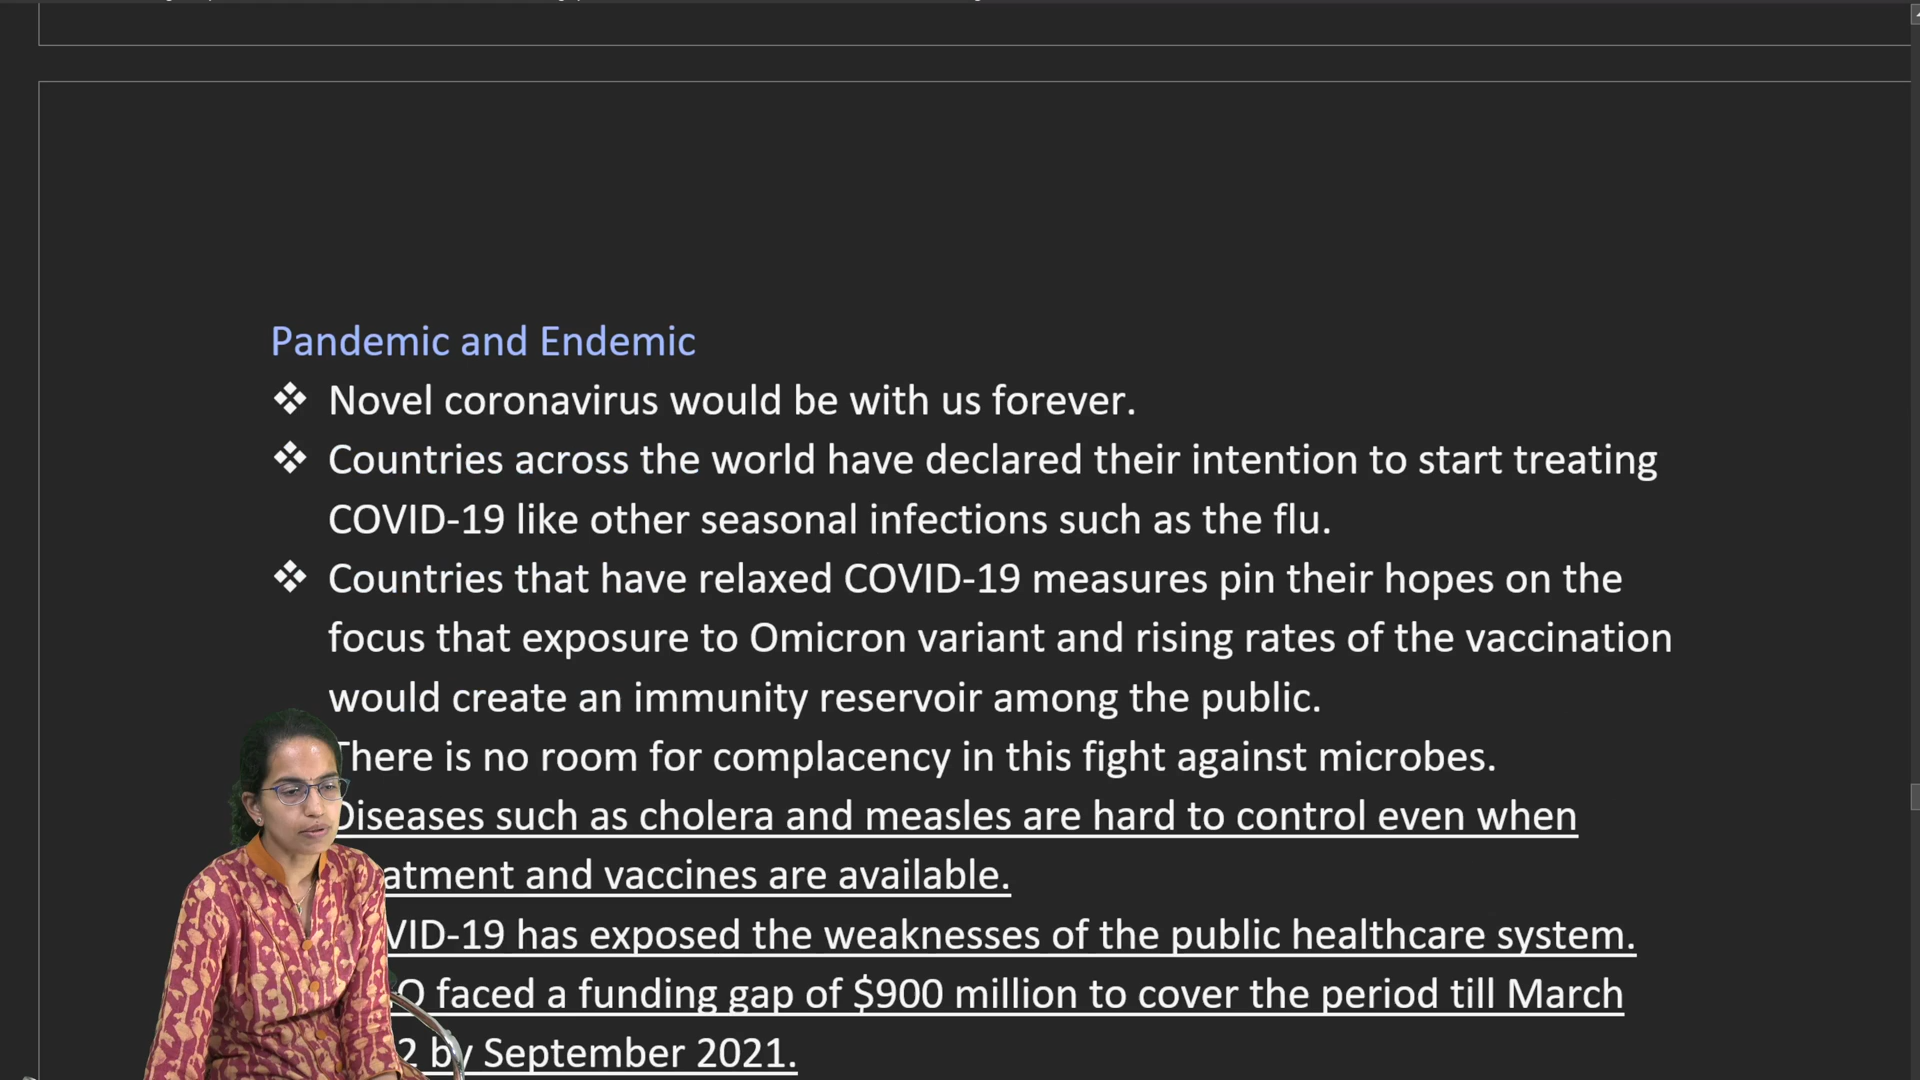 Pandemic and Endemic
❖ Novel coronavirus would be with us forever.
❖ Countries across the world have declared their intention to start treating
COVID-19 like other seasonal infections such as the flu.
❖ Countries that have relaxed COVID-19 measures pin their hopes on the
focus that exposure to Omicron variant and rising rates of the vaccination
would create an immunity reservoir among the public.
There is no room for complacency in this fight against microbes.
Diseases such as cholera and measles are hard to control even when
atment and vaccines are available.
VID-19 has exposed the weaknesses of the public healthcare system.
O faced a funding gap of $900 million to cover the period till March
2 by September 2021.